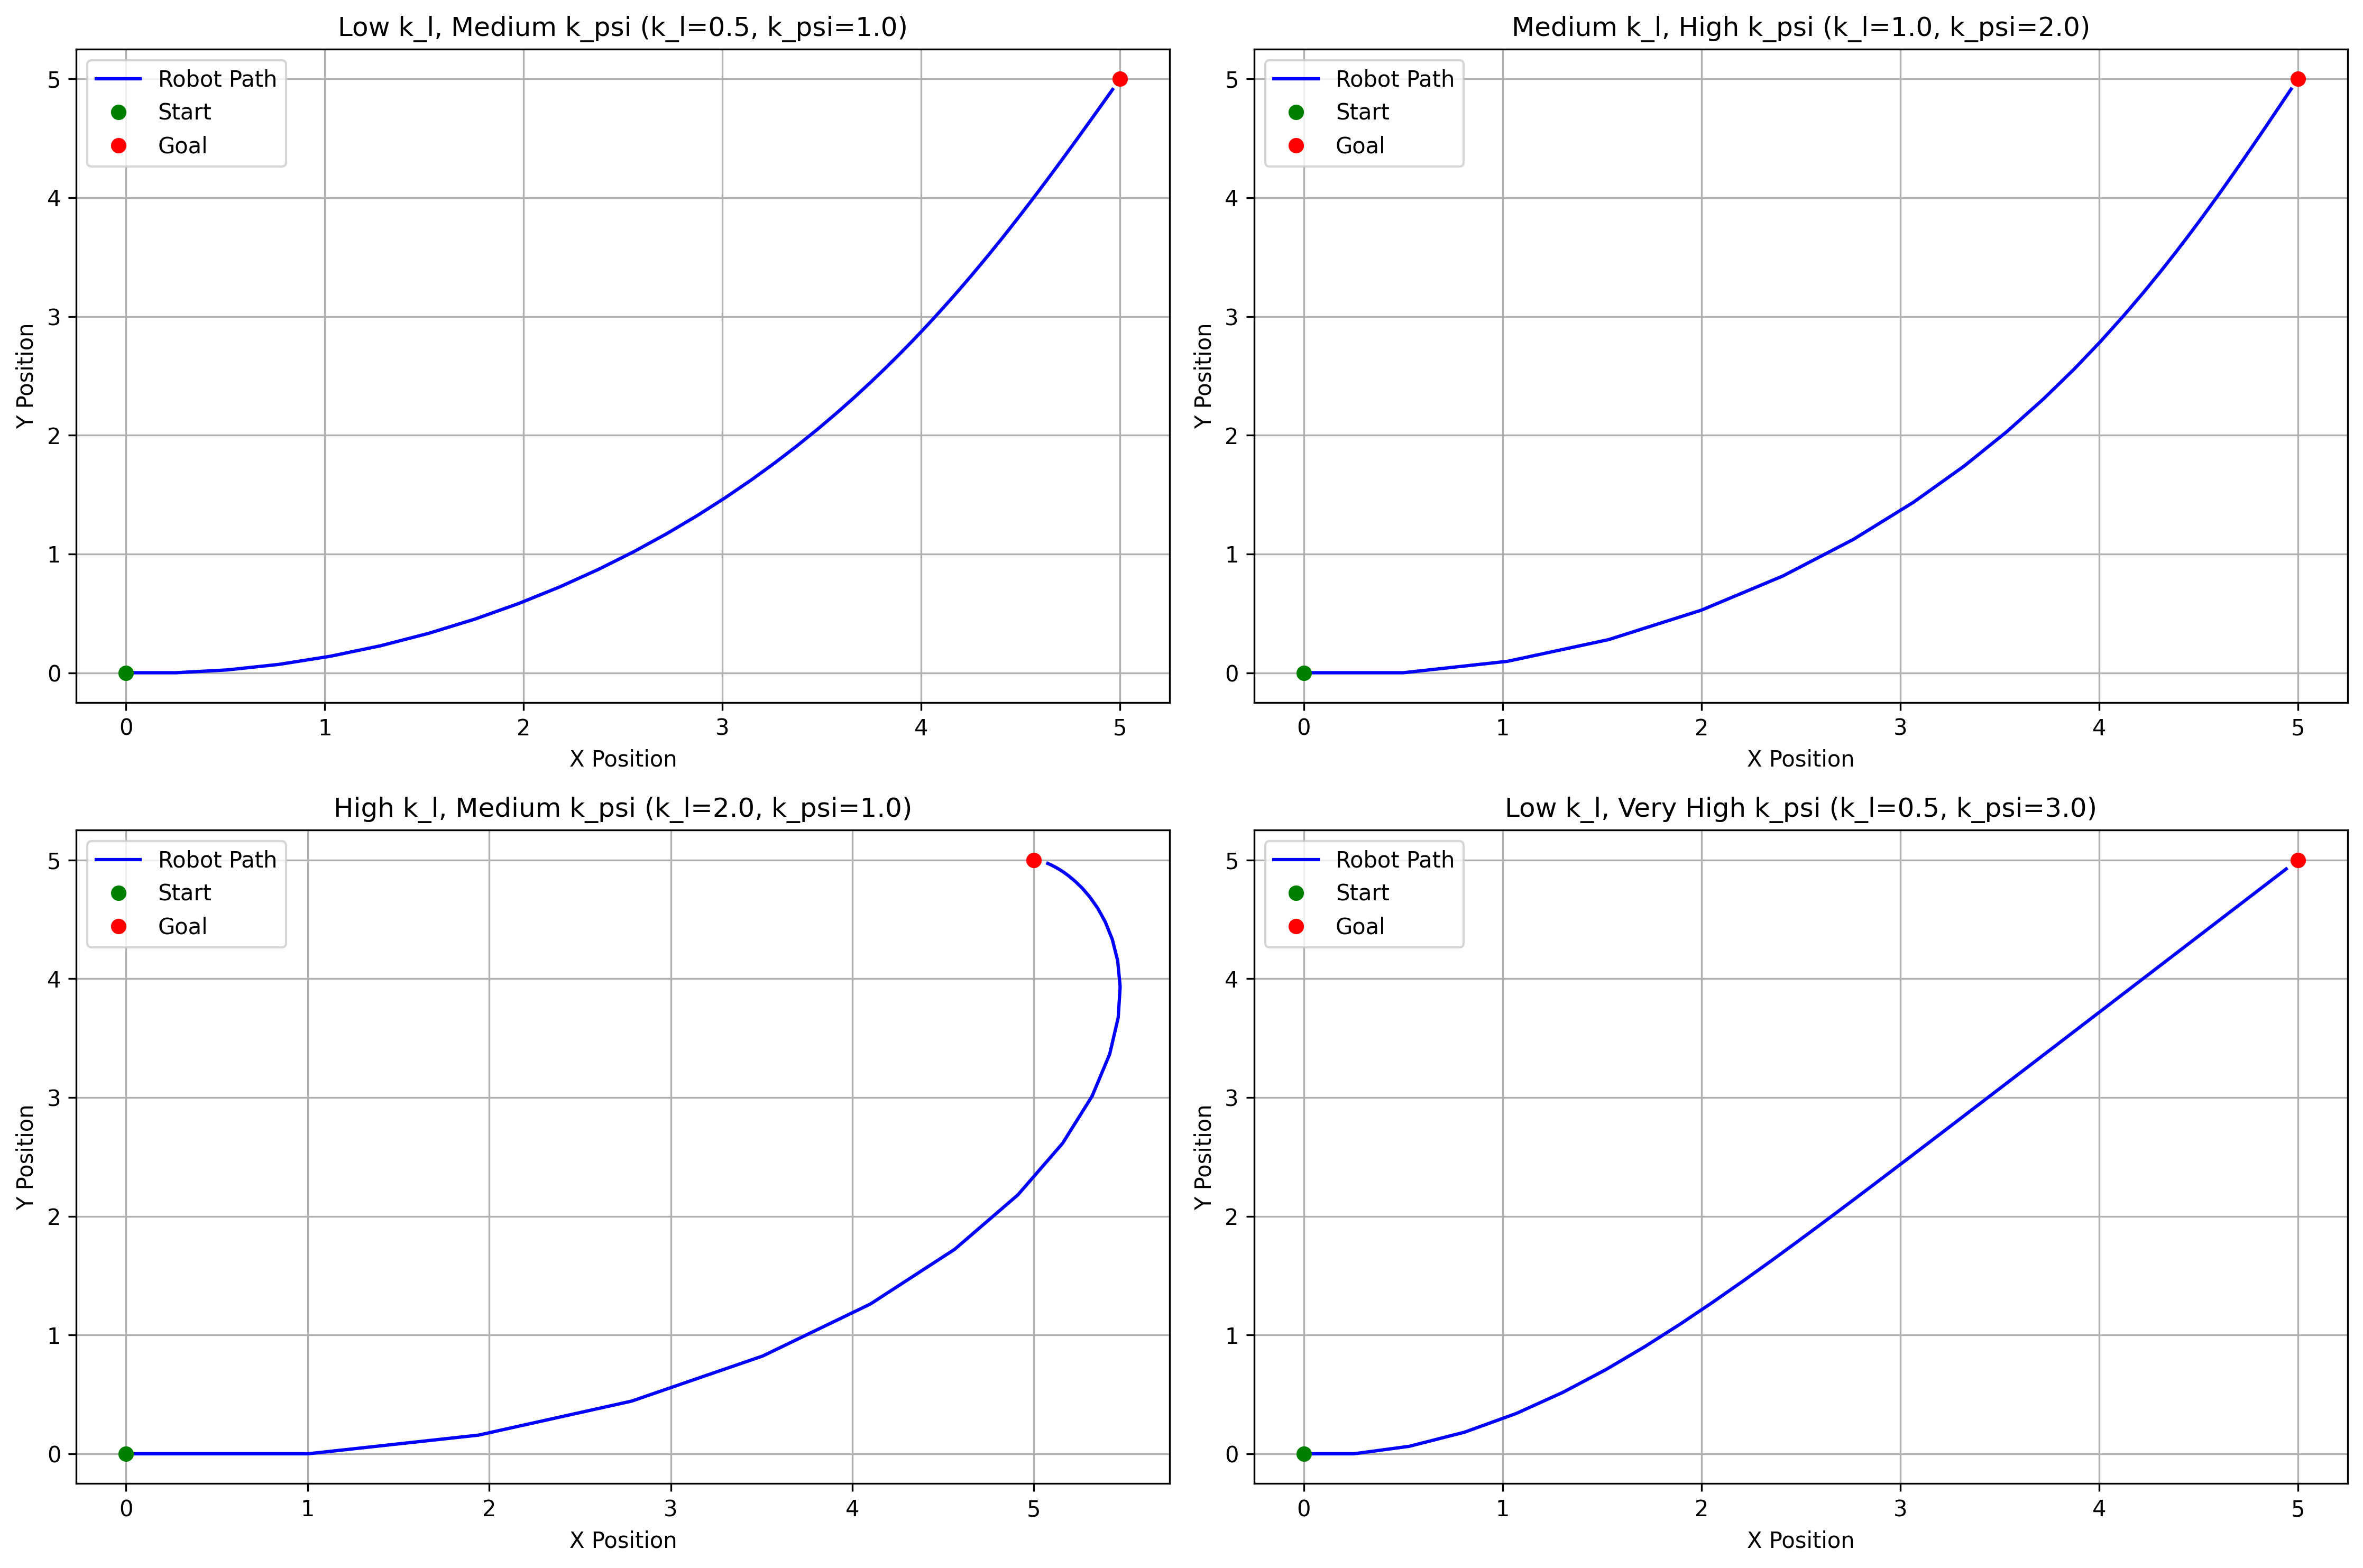 Low k_l, Medium k_psi (k_l=0.5, k_psi=1.0)
Robot Path
Start
Goal
5
4
3
2
1
0
Y Position
0 1 2 3 4 5
X Position
Medium k_l, High k_psi (k_l=1.0, k_psi=2.0)
Robot Path
Start
Goal
5
4
3
2
1
0
Y Position
0 1 2 3 4 5
X Position
High k_l, Medium k_psi (k_l=2.0, k_psi=1.0)
Robot Path
Start
Goal
5
4
3
2
1
0
Y Position
0 1 2 3 4 5
X Position
Low k_l, Very High k_psi (k_l=0.5, k_psi=3.0)
Robot Path
Start
Goal
5
4
3
2
1
0
Y Position
0 1 2 3 4 5
X Position